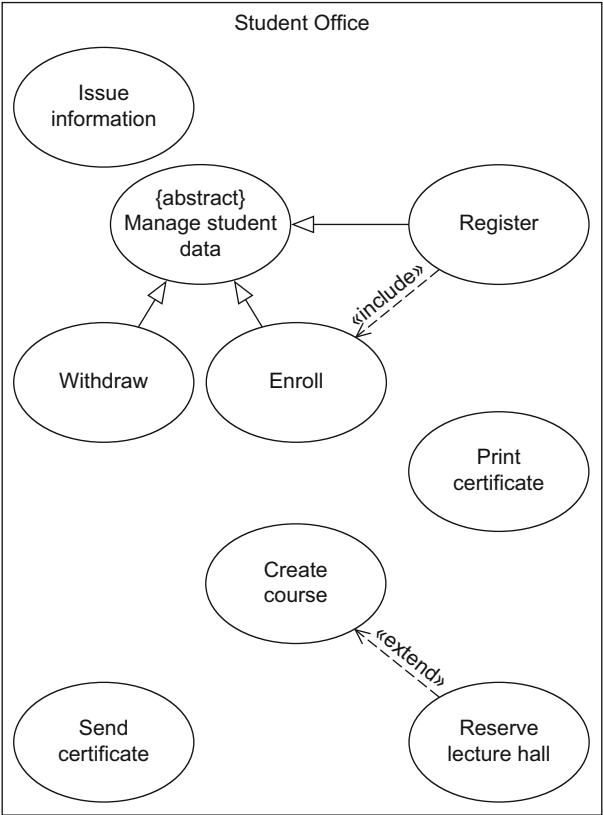 Student Office
Issue
information
{abstract}
Manage student
data
Register
«include»
Withdraw
Enroll
Print
certificate
Create
course
«extend»
Send
certificate
Reserve
lecture hall